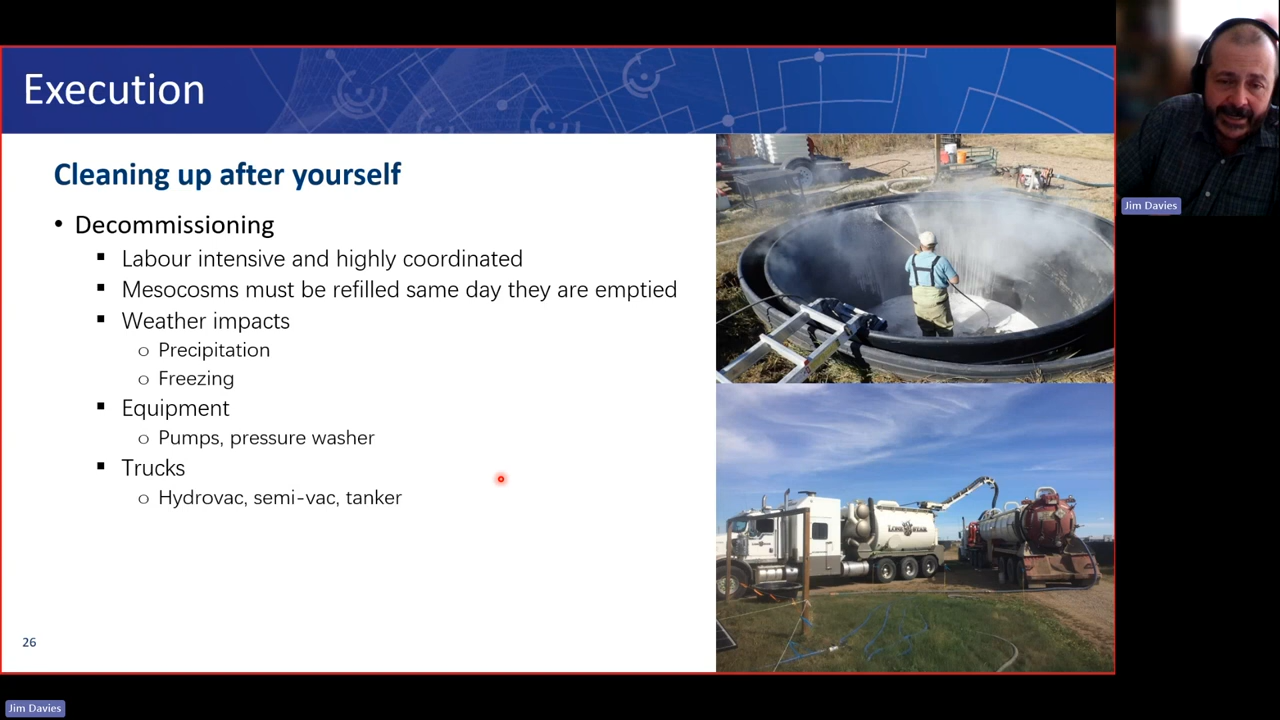 Execution
Cleaning up after yourself
• Decommissioning
▪ Labour intensive and highly coordinated
▪ Mesocosms must be refilled same day they are emptied
▪ Weather impacts
o Precipitation
o Freezing
▪ Equipment
o Pumps, pressure washer
▪ Trucks
o Hydrovac, semi-vac, tanker
26
Jim Davies
Jim Davies